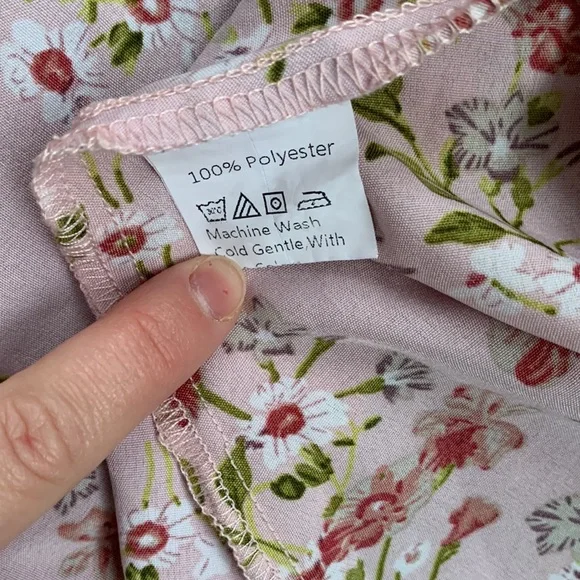 100% Polyester
30°C
Machine Wash
Cold Gentle With